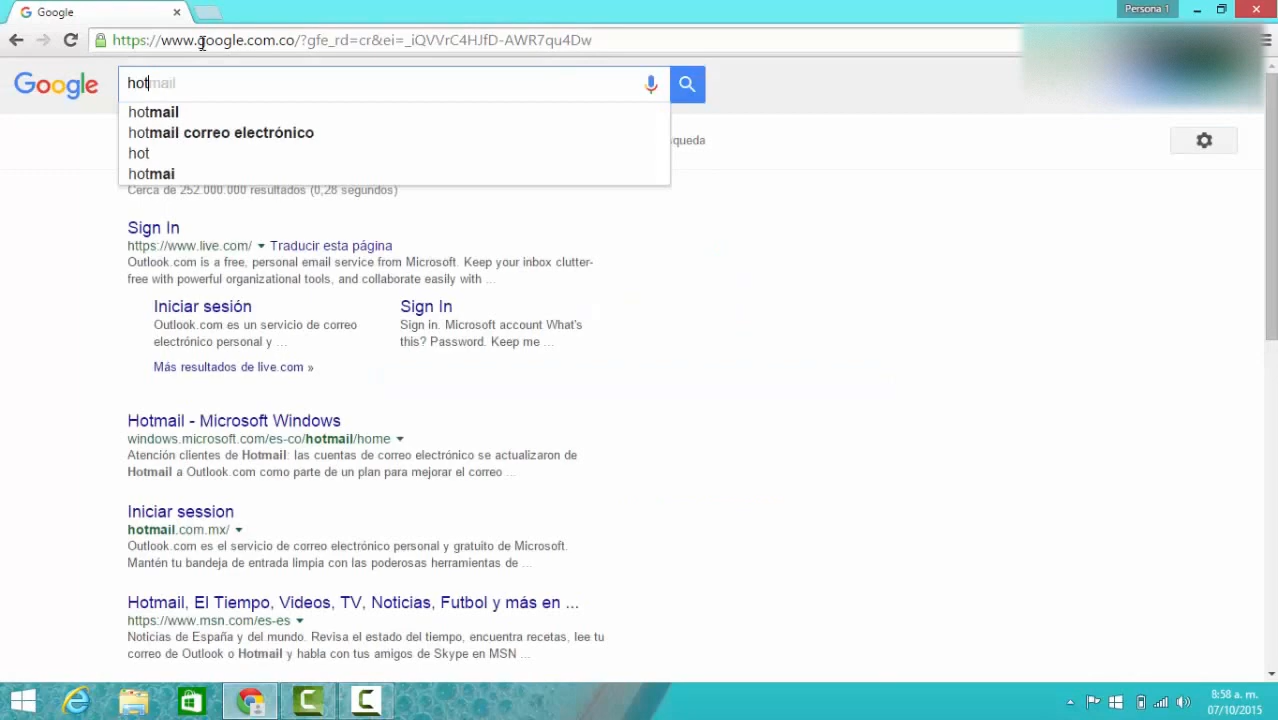 Google
Persona 1
https://www.google.com.co/?gfe_rd=cr&ei=_iQVVrC4HJfD-AWR7qu4Dw
Google
hotmail
hotmail
hotmail correo electrónico
hot
hotmai
queda
Cerca de 252.000.000 resultados (0,28 segundos)
Sign In
https://www.live.com/ Traducir esta página
Outlook.com is a free, personal email service from Microsoft. Keep your inbox clutter-
free with powerful organizational tools, and collaborate easily with ...
Iniciar sesión
Outlook.com es un servicio de correo
electrónico personal y ...
Sign In
Sign in. Microsoft account What's
this? Password. Keep me ...
Más resultados de live.com »
Hotmail - Microsoft Windows
windows.microsoft.com/es-co/hotmail/home
Atención clientes de Hotmail: las cuentas de correo electrónico se actualizaron de
Hotmail a Outlook.com como parte de un plan para mejorar el correo ...
Iniciar session
hotmail.com.mx/
Outlook.com es el servicio de correo electrónico personal y gratuito de Microsoft.
Mantén tu bandeja de entrada limpia con las poderosas herramientas de ...
Hotmail, El Tiempo, Videos, TV, Noticias, Futbol y más en ...
https://www.msn.com/es-es
Noticias de España y del mundo. Revisa el estado del tiempo, encuentra recetas, lee tu
correo de Outlook o Hotmail y habla con tus amigos de Skype en MSN ...
8:58 a. m.
07/10/2015